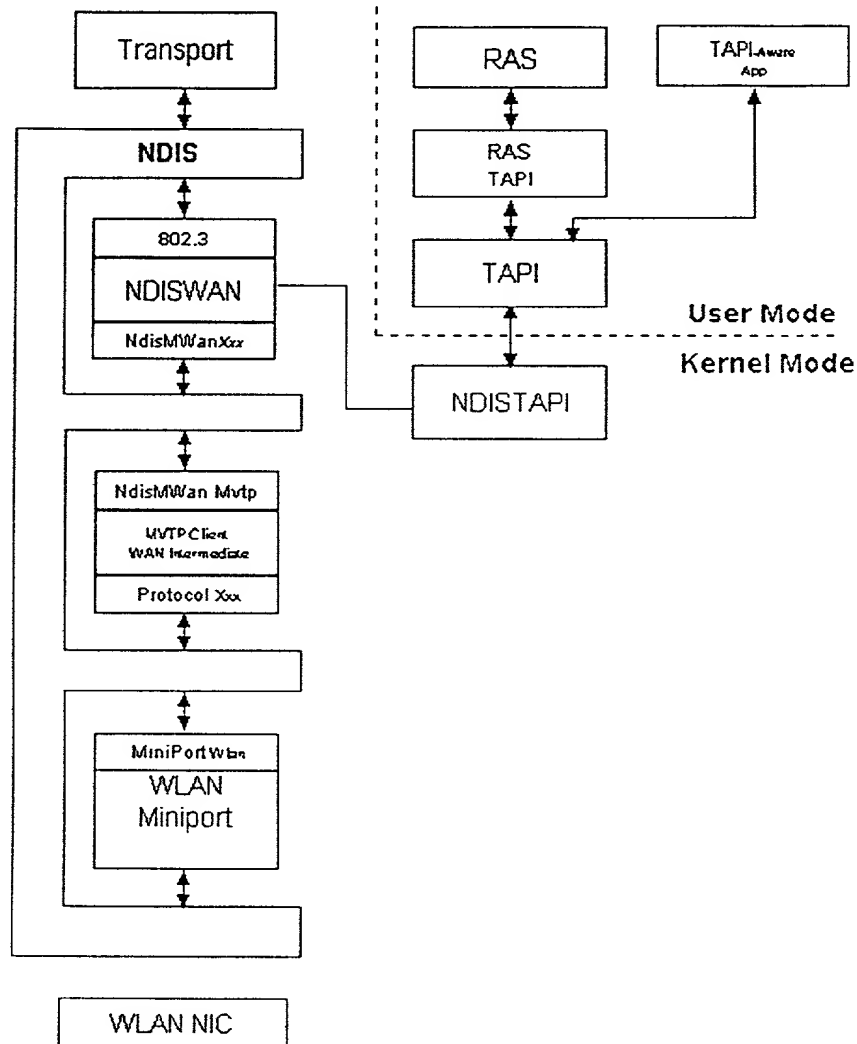 Transport
NDIS
802.3
NDISWAN
NdisMWanXxx
NdisMWan Mvtp
MVTP Client
WAN Intermediate
Protocol Xxx
MiniPortWlan
WLAN
Miniport
WLAN NIC
RAS
RAS
TAPI
TAPI
TAPI-Aware
App
User Mode
Kernel Mode
NDISTAPI